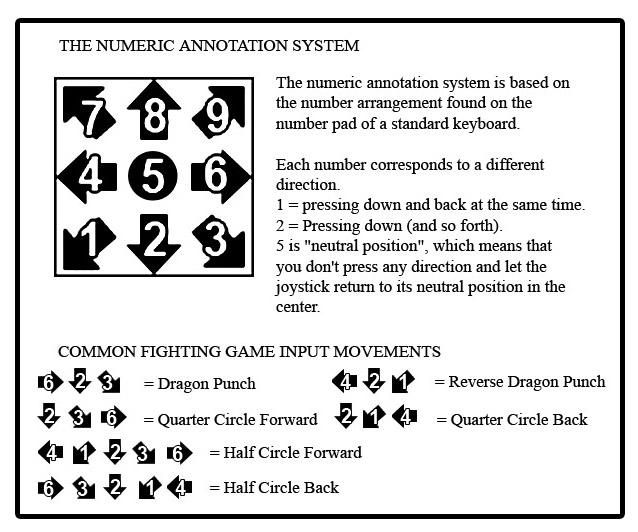 THE NUMERIC ANNOTATION SYSTEM
7 8 9
4 5 6
1 2 3
The numeric annotation system is based on
the number arrangement found on the
number pad of a standard keyboard.
Each number corresponds to a different
direction.
1 = pressing down and back at the same time.
2 = Pressing down (and so forth).
5 is "neutral position", which means that
you don't press any direction and let the
joystick return to its neutral position in the
center.
COMMON FIGHTING GAME INPUT MOVEMENTS
6 2 3 = Dragon Punch
4 2 1 = Reverse Dragon Punch
2 3 6 = Quarter Circle Forward
2 1 4 = Quarter Circle Back
4 1 2 3 6 = Half Circle Forward
6 3 2 1 4 = Half Circle Back